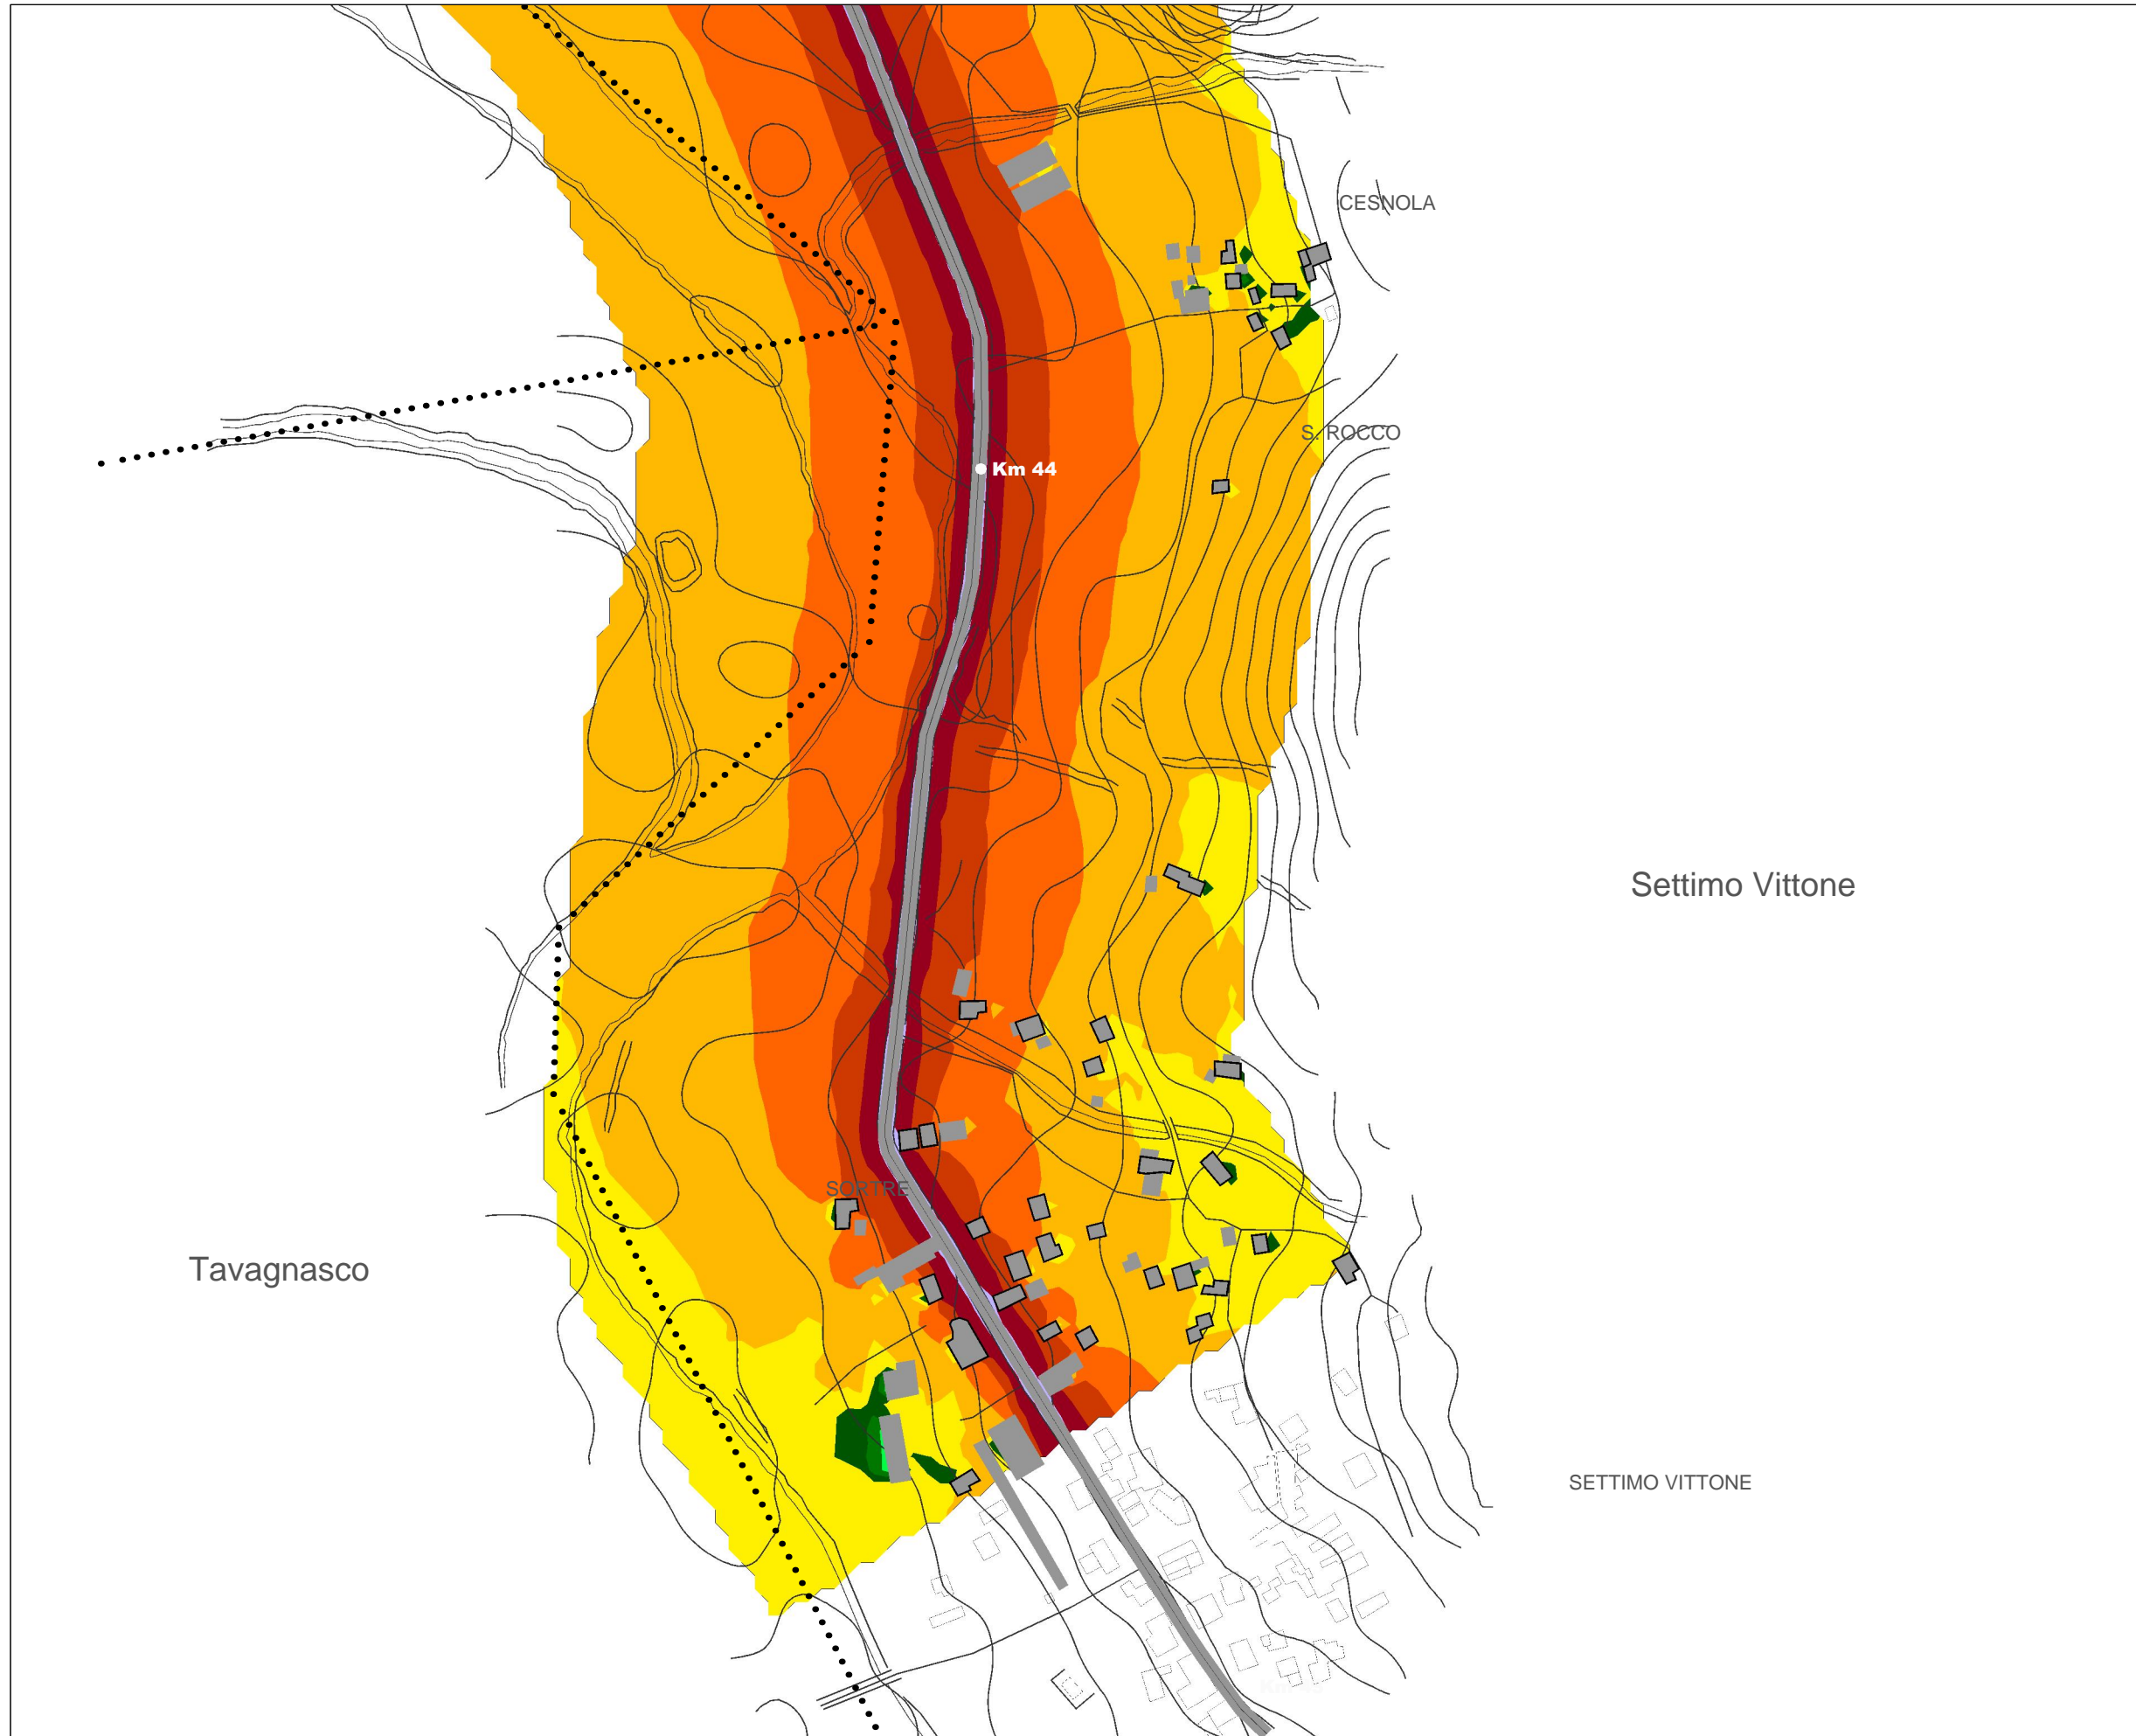 CESNOLA
S. ROCCO
Km 44
Settimo Vittone
SORTRE
Tavagnasco
SETTIMO VITTONE